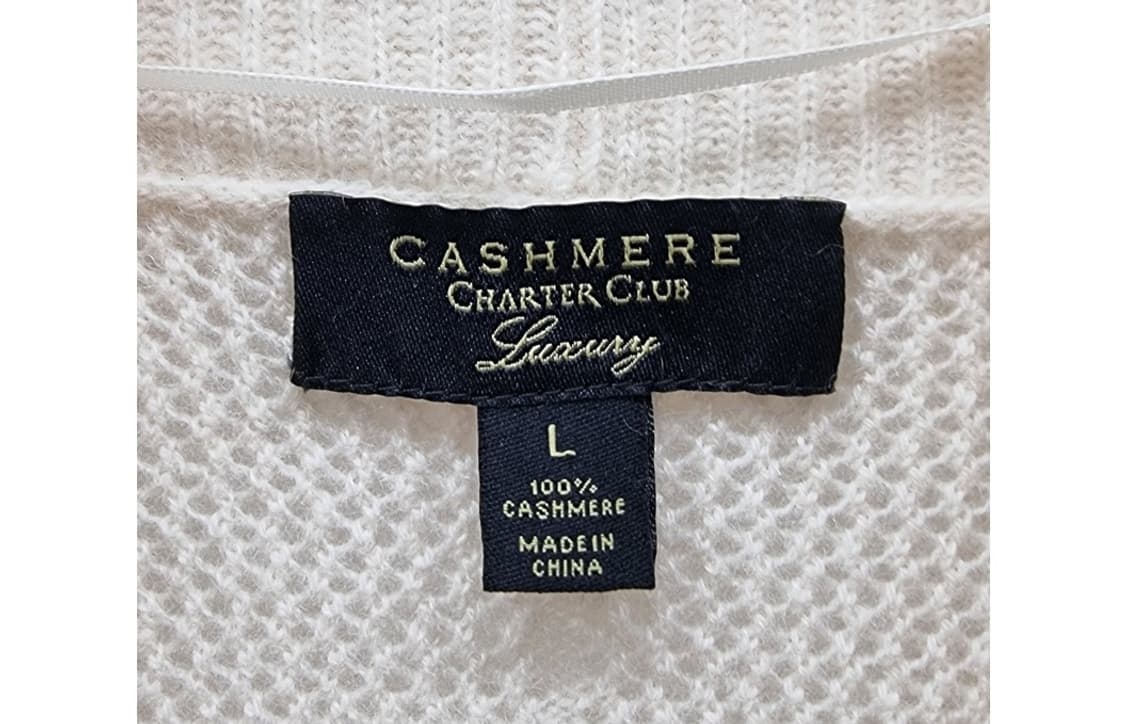 CASHMERE
CHARTER CLUB
Luxury
L
100%
CASHMERE
MADE IN
CHINA